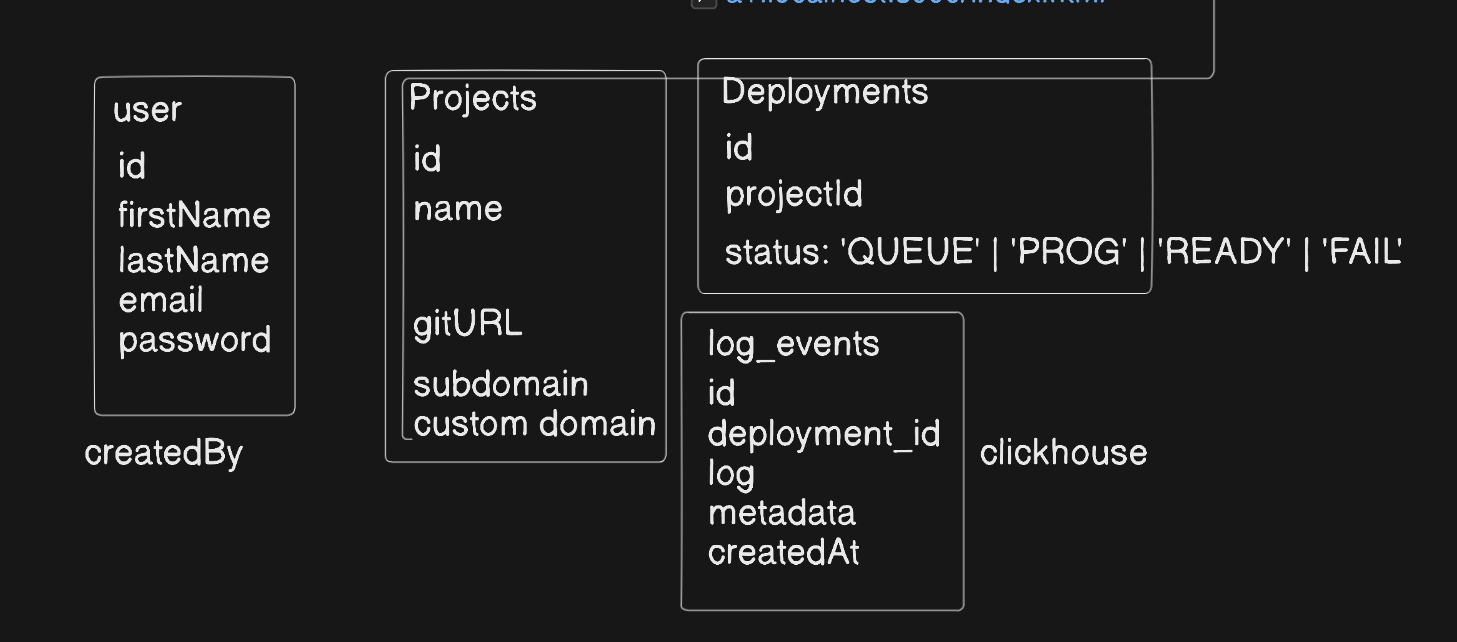 user
id
firstName
lastName
email
password
createdBy
Projects
id
name
gitURL
subdomain
custom domain
Deployments
id
projectId
status: 'QUEUE' | 'PROG' | 'READY' | 'FAIL'
log_events
id
deployment_id
log
metadata
createdAt
clickhouse